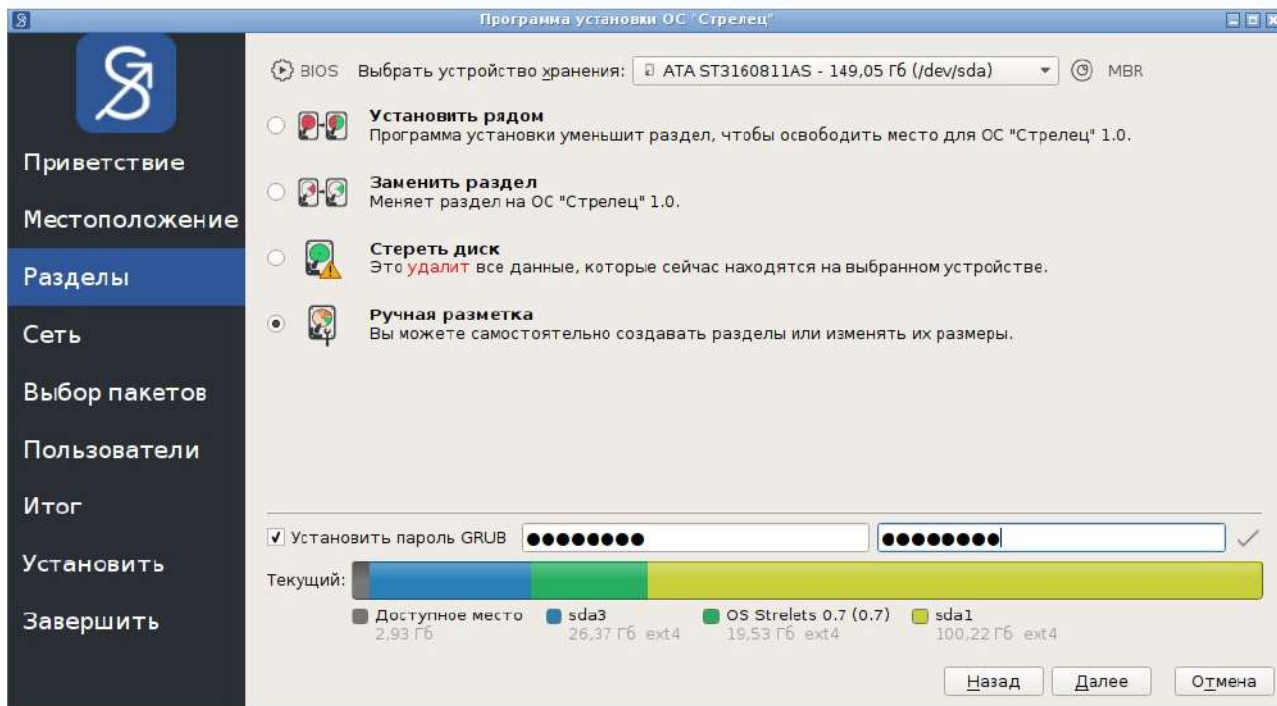 Программа установки ОС "Стрелец"
BIOS Выбрать устройство хранения: ATA ST3160811AS - 149,05 Гб (/dev/sda) MBR
Установить рядом
Программа установки уменьшит раздел, чтобы освободить место для ОС "Стрелец" 1.0.
Заменить раздел
Меняет раздел на ОС "Стрелец" 1.0.
Стереть диск
Это удалит все данные, которые сейчас находятся на выбранном устройстве.
Ручная разметка
Вы можете самостоятельно создавать разделы или изменять их размеры.
Приветствие
Местоположение
Разделы
Сеть
Выбор пакетов
Пользователи
Итог
Установить
Завершить
Установить пароль GRUB ●●●●●●●● ●●●●●●●●
Текущий:
Доступное место sda3 OS Strelets 0.7 (0.7) sda1
2,93 Гб 26,37 Гб ext4 19,53 Гб ext4 100,22 Гб ext4
Назад Далее Отмена